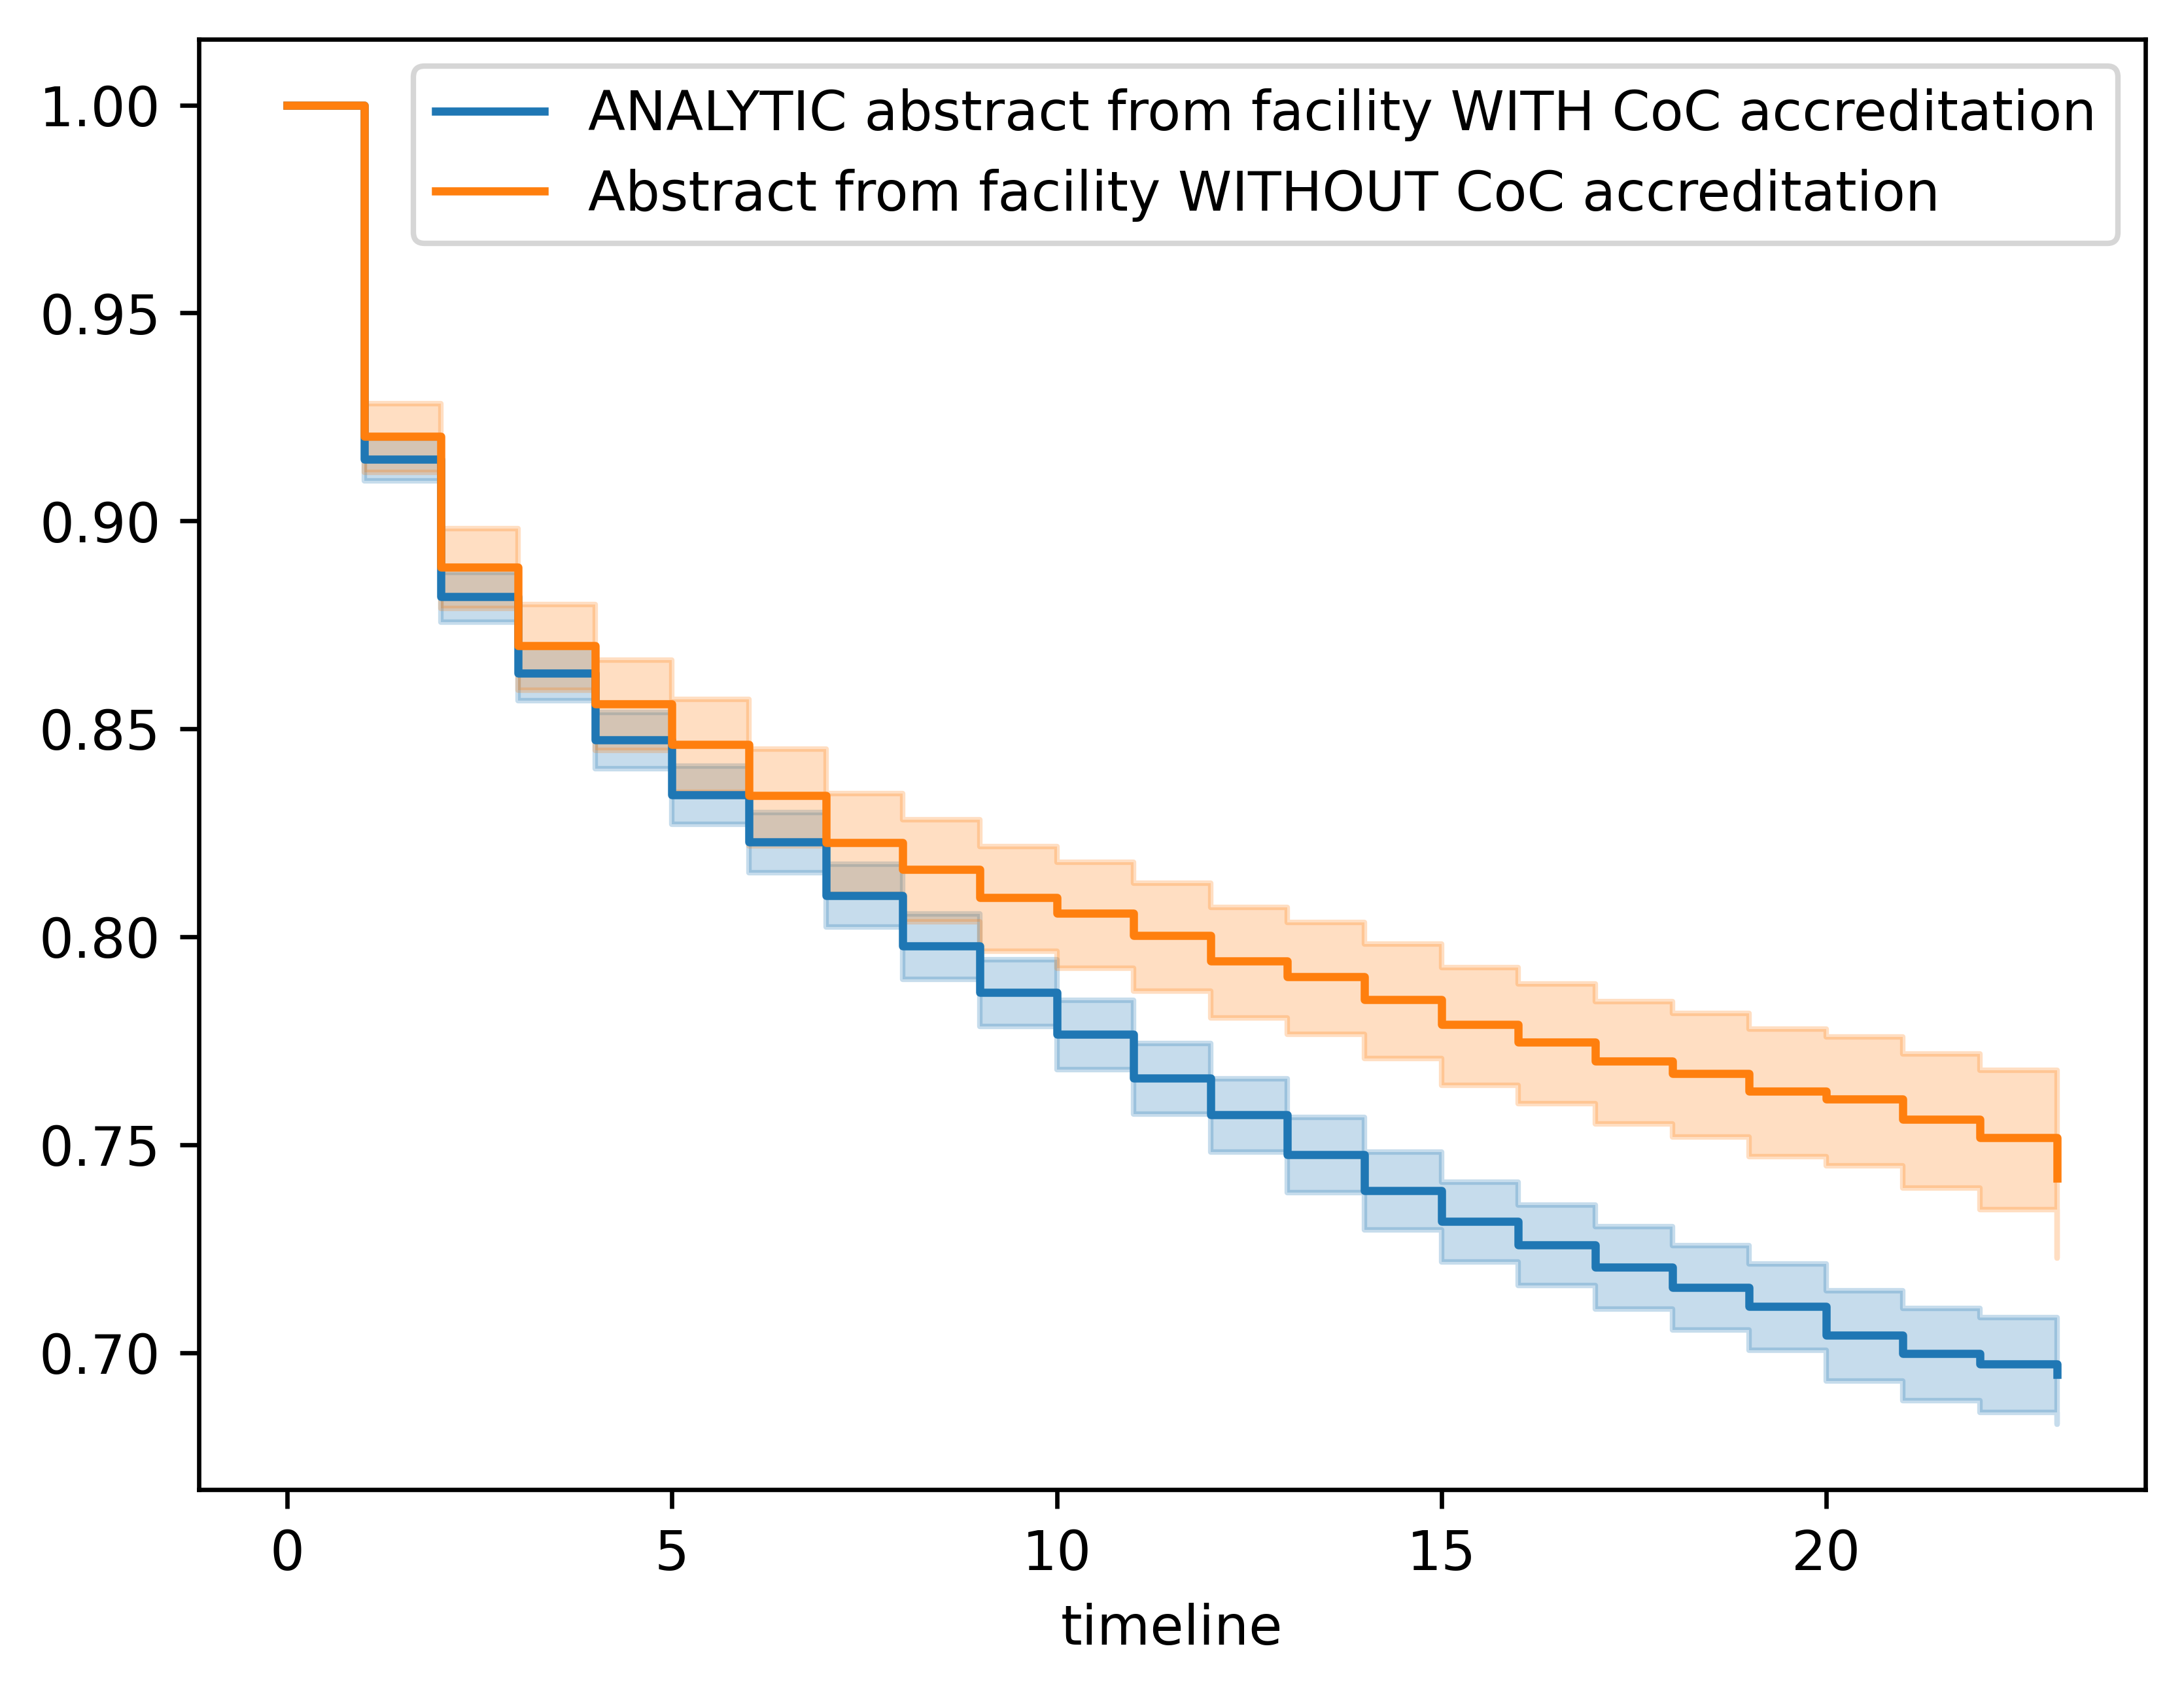 ANALYTIC abstract from facility WITH CoC accreditation
Abstract from facility WITHOUT CoC accreditation
1.00
0.95
0.90
0.85
0.80
0.75
0.70
0 5 10 15 20
timeline